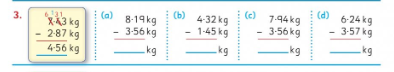 3.
6 13 1
7·43 kg
− 2·87 kg
4·56 kg
(a) 8·19 kg
− 3·56 kg
kg
(b) 4·32 kg
− 1·45 kg
kg
(c) 7·94 kg
− 3·56 kg
kg
(d) 6·24 kg
− 3·57 kg
kg